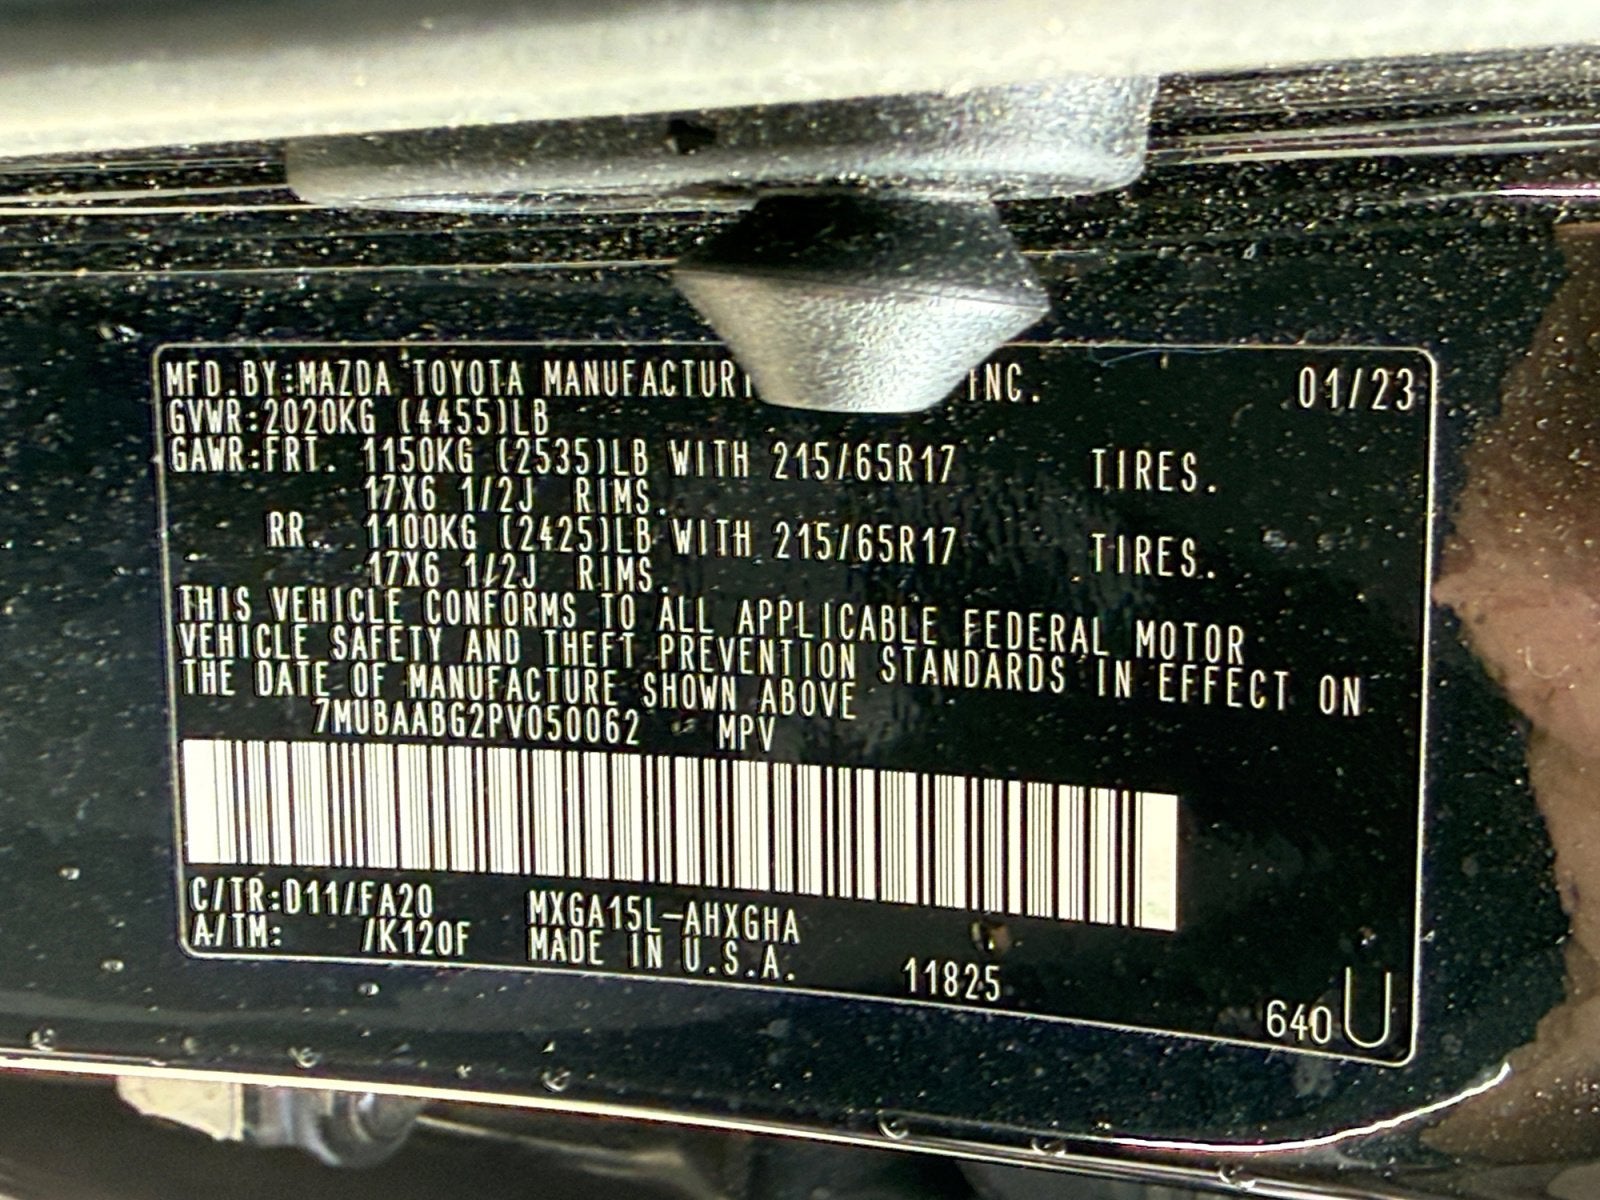 MFD.BY:MAZDA TOYOTA MANUFACTURI INC. 01/23
GVWR:2020KG (4455)LB
GAWR:FRT. 1150KG (2535)LB WITH 215/65R17 TIRES.
17X6 1/2J RIMS.
RR. 1100KG (2425)LB WITH 215/65R17 TIRES.
17X6 1/2J RIMS.
THIS VEHICLE CONFORMS TO ALL APPLICABLE FEDERAL MOTOR
VEHICLE SAFETY AND THEFT PREVENTION STANDARDS IN EFFECT ON
THE DATE OF MANUFACTURE SHOWN ABOVE
7MUBAABG2PV050062 MPV
C/TR:D11/FA20 MXGA15L-AHXGHA
A/TM: /K120F MADE IN U.S.A. 11825
640U